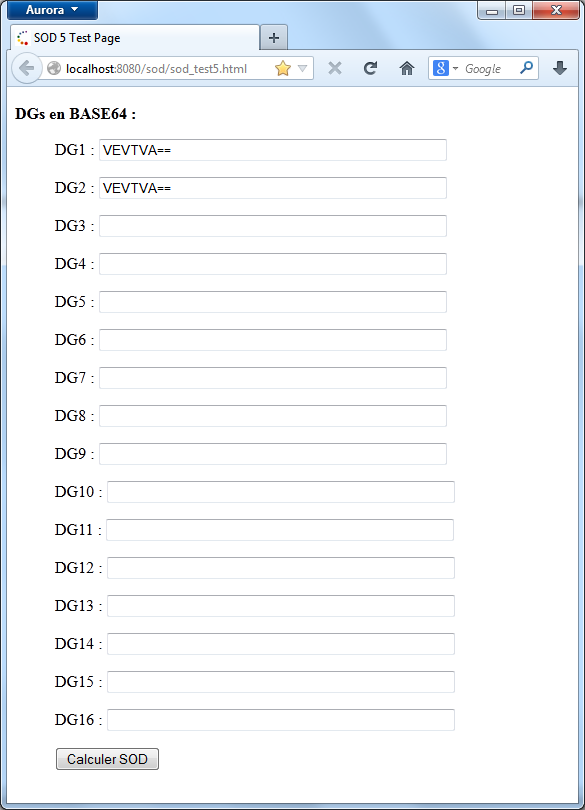 Aurora
SOD 5 Test Page
localhost:8080/sod/sod_test5.html
Google
DGs en BASE64 :
DG1 : VEVTVA==
DG2 : VEVTVA==
DG3 :
DG4 :
DG5 :
DG6 :
DG7 :
DG8 :
DG9 :
DG10 :
DG11 :
DG12 :
DG13 :
DG14 :
DG15 :
DG16 :
Calculer SOD